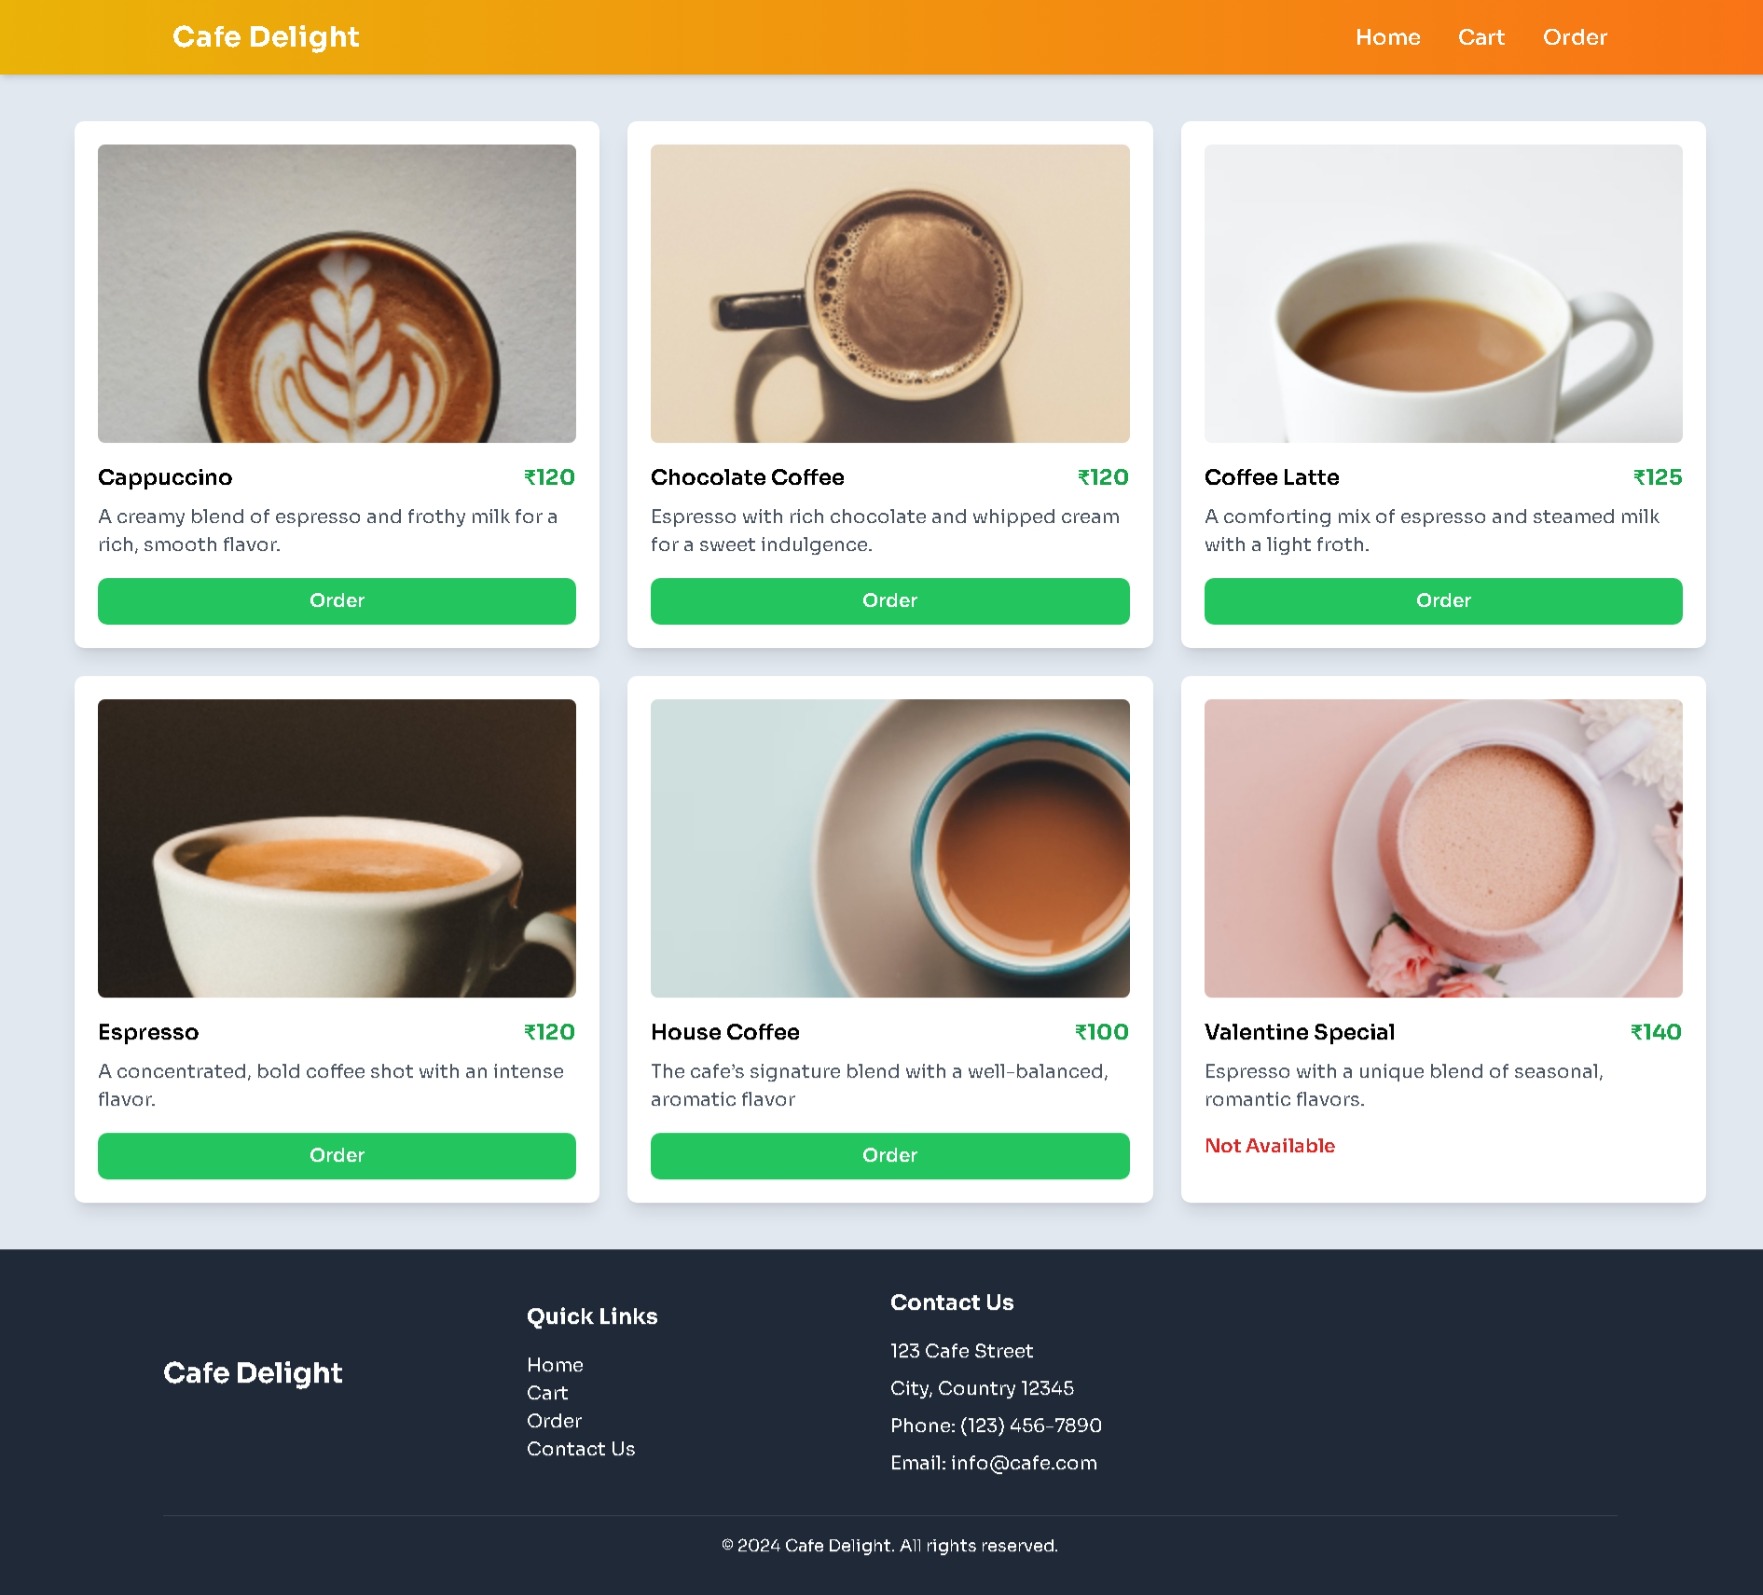 Cafe Delight
Home Cart Order
Cappuccino ₹120
A creamy blend of espresso and frothy milk for a
rich, smooth flavor.
Order
Chocolate Coffee ₹120
Espresso with rich chocolate and whipped cream
for a sweet indulgence.
Order
Coffee Latte ₹125
A comforting mix of espresso and steamed milk
with a light froth.
Order
Espresso ₹120
A concentrated, bold coffee shot with an intense
flavor.
Order
House Coffee ₹100
The cafe's signature blend with a well-balanced,
aromatic flavor
Order
Valentine Special ₹140
Espresso with a unique blend of seasonal,
romantic flavors.
Not Available
Cafe Delight
Quick Links
Home
Cart
Order
Contact Us
Contact Us
123 Cafe Street
City, Country 12345
Phone: (123) 456-7890
Email: info@cafe.com
© 2024 Cafe Delight. All rights reserved.